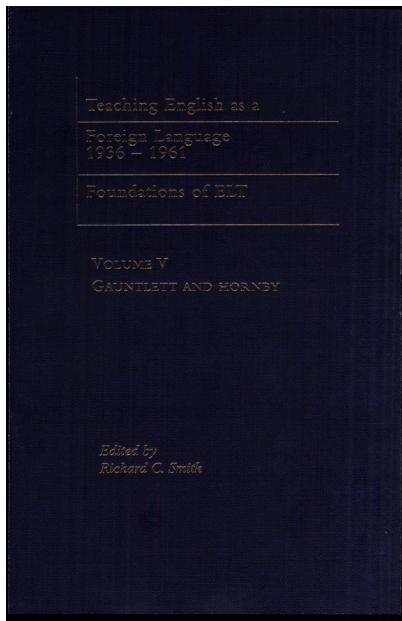 Teaching English as a
Foreign Language
1936 – 1961
Foundations of ELT
VOLUME V
GAUNTLETT AND HORNBY
Edited by
Richard C. Smith